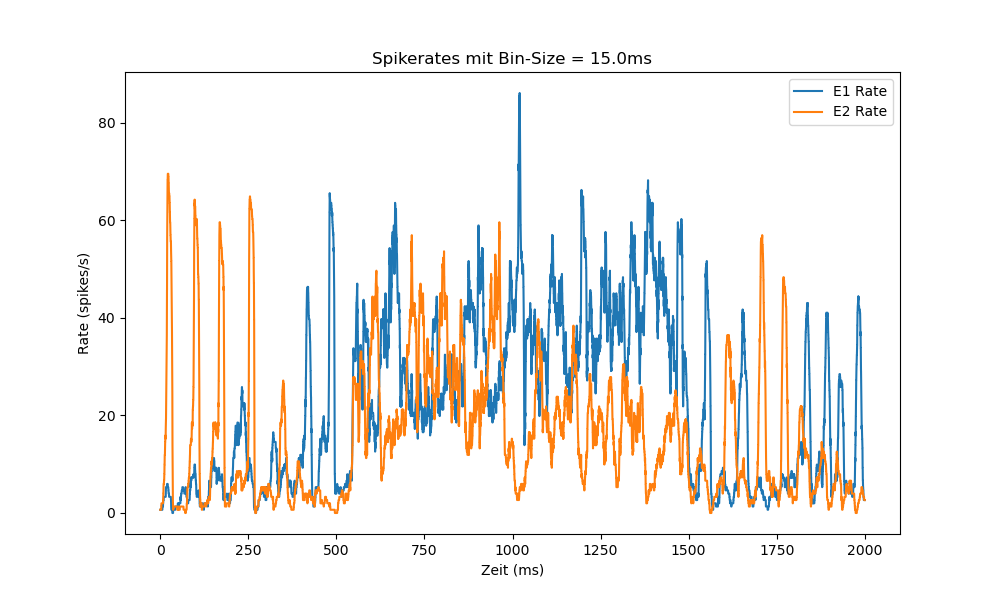 Spikerates mit Bin-Size = 15.0ms
E1 Rate
E2 Rate
Rate (spikes/s)
80
60
40
20
0
0 250 500 750 1000 1250 1500 1750 2000
Zeit (ms)